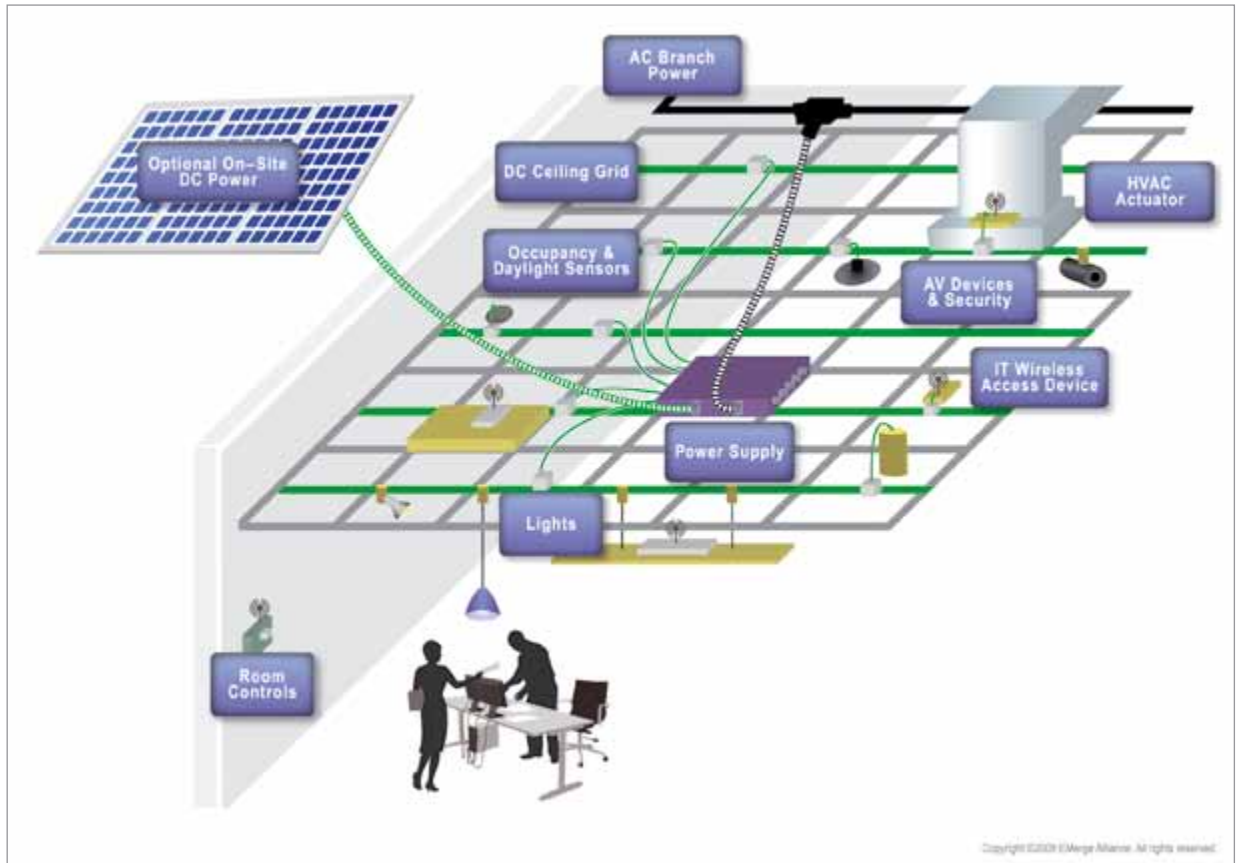 AC Branch
Power
Optional On–Site
DC Power
DC Ceiling Grid
HVAC
Actuator
Occupancy &
Daylight Sensors
AV Devices
& Security
IT Wireless
Access Device
Power Supply
Lights
Room
Controls
Copyright ©2009 EMerge Alliance. All rights reserved.